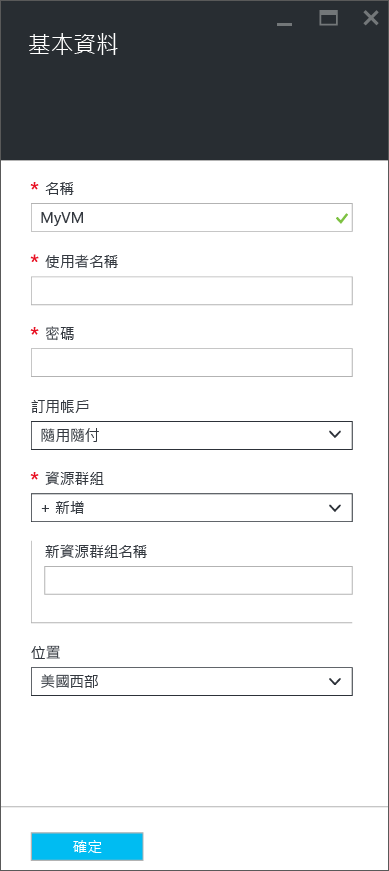 基本資料
* 名稱
MyVM
* 使用者名稱
* 密碼
訂用帳戶
隨用隨付
* 資源群組
+ 新增
新資源群組名稱
位置
美國西部
確定